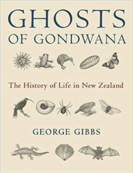 GHOSTS OF
GONDWANA
The History of Life in New Zealand
GEORGE GIBBS